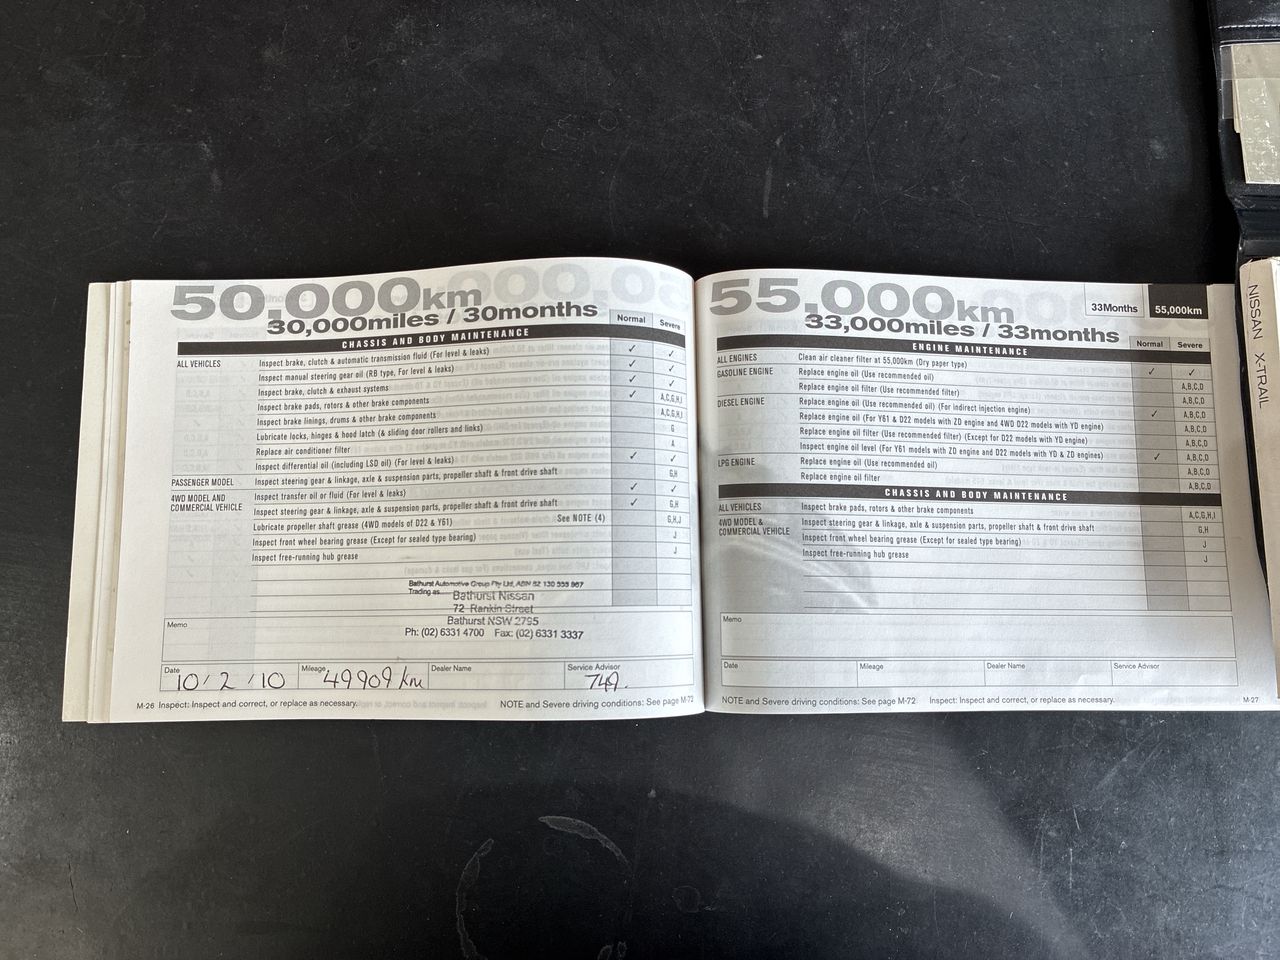 50,000km
30,000miles / 30months
Normal Severe
CHASSIS AND BODY MAINTENANCE
ALL VEHICLES Inspect brake, clutch & automatic transmission fluid (For level & leaks) ✓ ✓
Inspect manual steering gear oil (RB type, For level & leaks) ✓ ✓
Inspect brake, clutch & exhaust systems ✓ ✓
Inspect brake pads, rotors & other brake components ✓ A,C,G,H,I
Inspect brake linings, drums & other brake components A,C,G,H,I
Lubricate locks, hinges & hood latch (& sliding door rollers and links) G
Replace air conditioner filter A
Inspect differential oil (including LSD oil) (For level & leaks) ✓ ✓
PASSENGER MODEL Inspect steering gear & linkage, axle & suspension parts, propeller shaft & front drive shaft G,H
4WD MODEL AND COMMERCIAL VEHICLE Inspect transfer oil or fluid (For level & leaks) ✓ ✓
Inspect steering gear & linkage, axle & suspension parts, propeller shaft & front drive shaft ✓ G,H
Lubricate propeller shaft grease (4WD models of D22 & Y61) See NOTE (4) G,H,J
Inspect front wheel bearing grease (Except for sealed type bearing) J
Inspect free-running hub grease J
Bathurst Automotive Group Pty Ltd, ABN 82 130 555 867
Trading as
Bathurst Nissan
72 Rankin Street
Bathurst NSW 2795
Ph: (02) 6331 4700 Fax: (02) 6331 3337
Memo
Date Mileage Dealer Name Service Advisor
10/2/10 49909 km 749.
M-26 Inspect: Inspect and correct, or replace as necessary. NOTE and Severe driving conditions: See page M-72
55,000km
33,000miles / 33months
33Months 55,000km
Normal Severe
ENGINE MAINTENANCE
ALL ENGINES Clean air cleaner filter at 55,000km (Dry paper type)
GASOLINE ENGINE Replace engine oil (Use recommended oil) ✓ ✓
Replace engine oil filter (Use recommended filter) A,B,C,D
DIESEL ENGINE Replace engine oil (Use recommended oil) (For indirect injection engine) A,B,C,D
Replace engine oil (For Y61 & D22 models with ZD engine and 4WD D22 models with YD engine) ✓ A,B,C,D
Replace engine oil filter (Use recommended filter) (Except for D22 models with YD engine) A,B,C,D
Inspect engine oil level (For Y61 models with ZD engine and D22 models with YD & ZD engines) A,B,C,D
LPG ENGINE Replace engine oil (Use recommended oil) ✓ A,B,C,D
Replace engine oil filter A,B,C,D
A,B,C,D
CHASSIS AND BODY MAINTENANCE
ALL VEHICLES Inspect brake pads, rotors & other brake components A,C,G,H,I
4WD MODEL & COMMERCIAL VEHICLE Inspect steering gear & linkage, axle & suspension parts, propeller shaft & front drive shaft G,H
Inspect front wheel bearing grease (Except for sealed type bearing) J
Inspect free-running hub grease J
Memo
Date Mileage Dealer Name Service Advisor
NOTE and Severe driving conditions: See page M-72 Inspect: Inspect and correct, or replace as necessary. M-27
NISSAN X-TRAIL